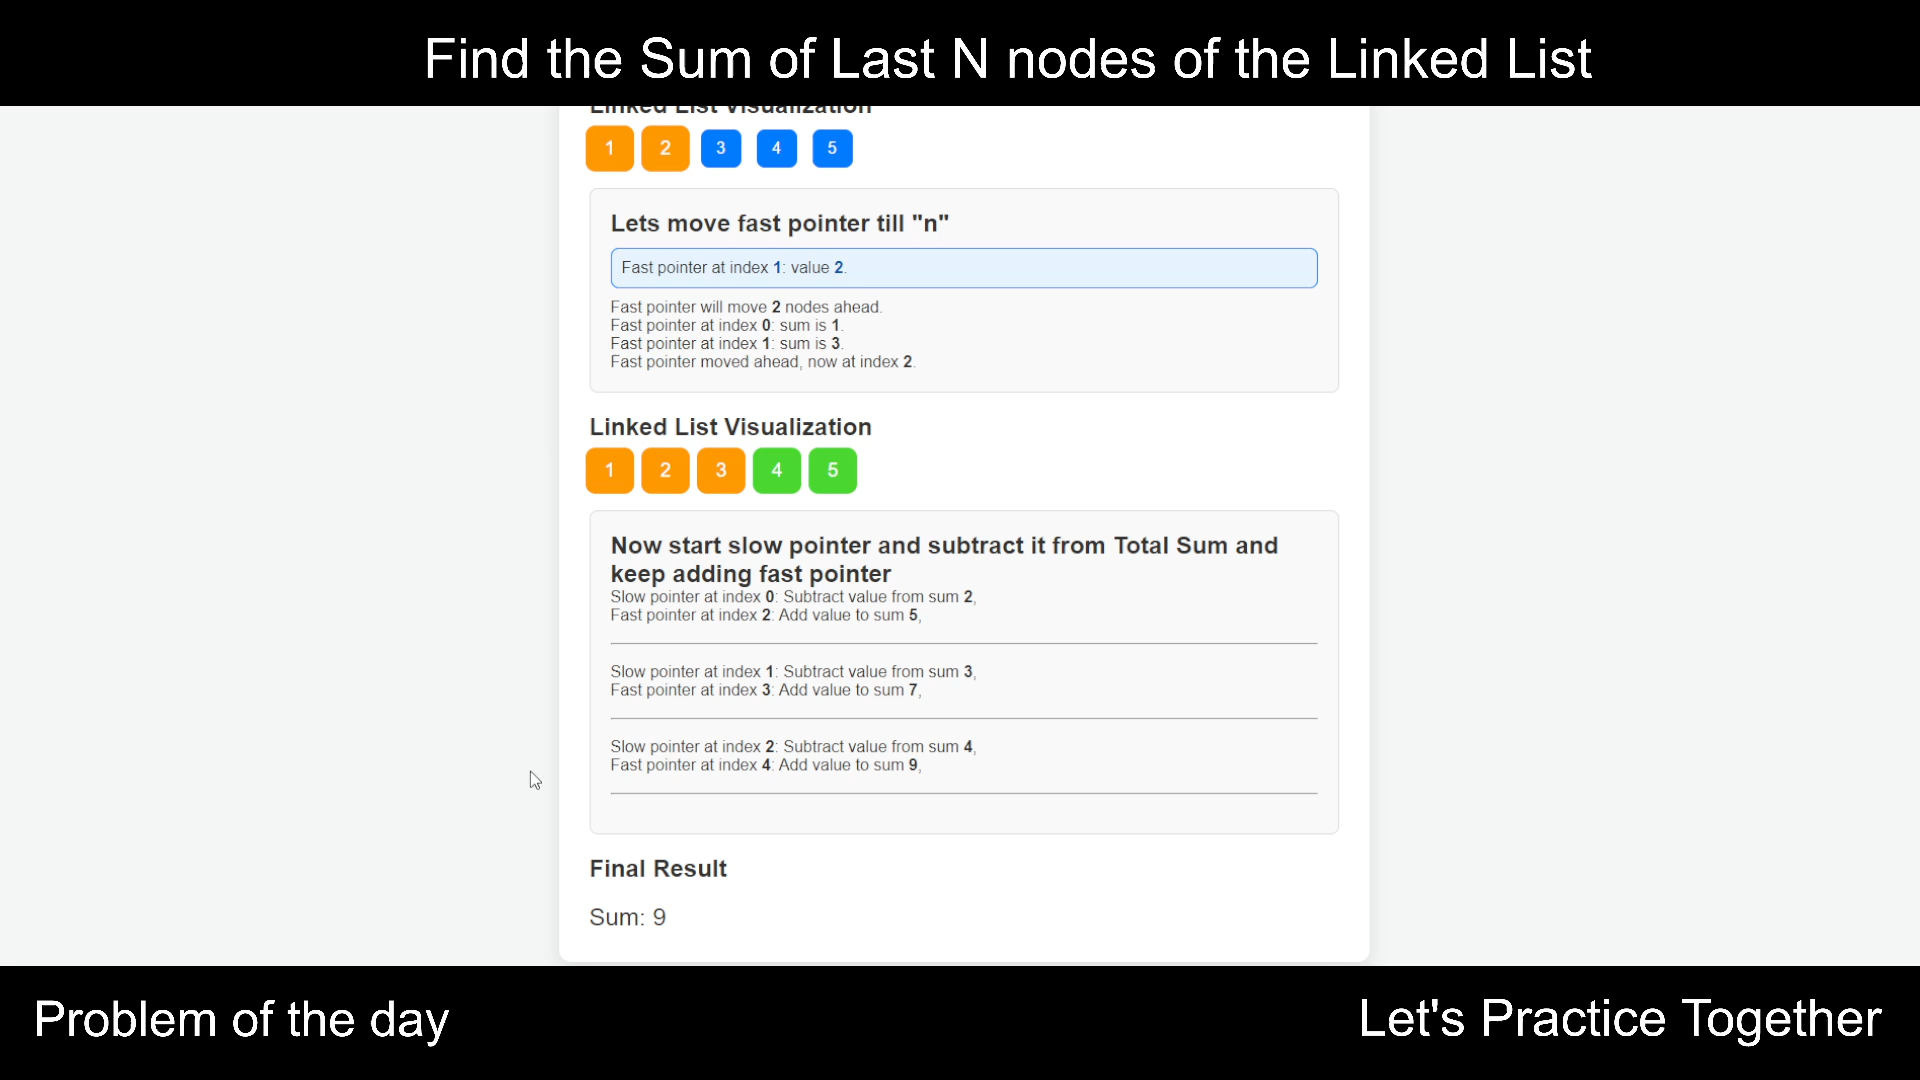 Find the Sum of Last N nodes of the Linked List
Linked List Visualization
1 2 3 4 5
Lets move fast pointer till "n"
Fast pointer at index 1: value 2.
Fast pointer will move 2 nodes ahead.
Fast pointer at index 0: sum is 1.
Fast pointer at index 1: sum is 3.
Fast pointer moved ahead, now at index 2.
Linked List Visualization
1 2 3 4 5
Now start slow pointer and subtract it from Total Sum and
keep adding fast pointer
Slow pointer at index 0: Subtract value from sum 2,
Fast pointer at index 2: Add value to sum 5,
Slow pointer at index 1: Subtract value from sum 3,
Fast pointer at index 3: Add value to sum 7,
Slow pointer at index 2: Subtract value from sum 4,
Fast pointer at index 4: Add value to sum 9,
Final Result
Sum: 9
Problem of the day
Let's Practice Together